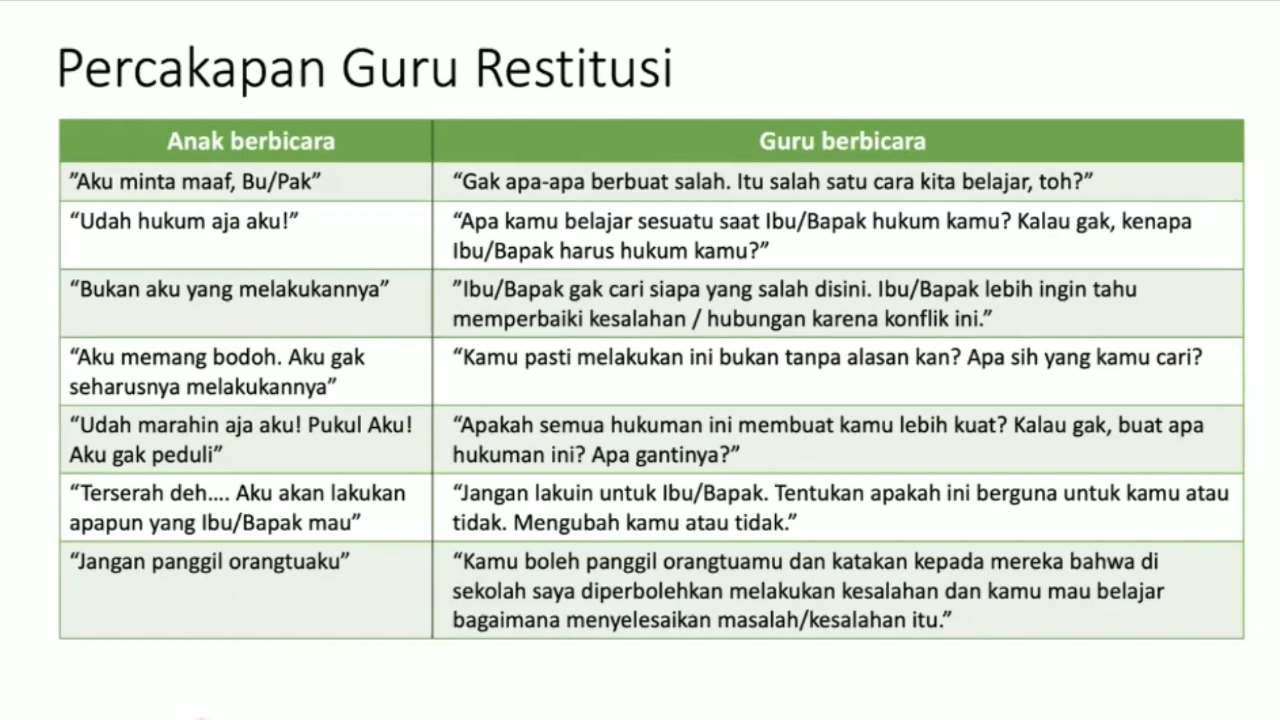 Percakapan Guru Restitusi
Anak berbicara
Guru berbicara
”Aku minta maaf, Bu/Pak”
“Gak apa-apa berbuat salah. Itu salah satu cara kita belajar, toh?”
“Udah hukum aja aku!”
“Apa kamu belajar sesuatu saat Ibu/Bapak hukum kamu? Kalau gak, kenapa
Ibu/Bapak harus hukum kamu?”
“Bukan aku yang melakukannya”
”Ibu/Bapak gak cari siapa yang salah disini. Ibu/Bapak lebih ingin tahu
memperbaiki kesalahan / hubungan karena konflik ini.”
“Aku memang bodoh. Aku gak
seharusnya melakukannya”
“Kamu pasti melakukan ini bukan tanpa alasan kan? Apa sih yang kamu cari?
“Udah marahin aja aku! Pukul Aku!
Aku gak peduli”
“Apakah semua hukuman ini membuat kamu lebih kuat? Kalau gak, buat apa
hukuman ini? Apa gantinya?”
“Terserah deh…. Aku akan lakukan
apapun yang Ibu/Bapak mau”
“Jangan lakuin untuk Ibu/Bapak. Tentukan apakah ini berguna untuk kamu atau
tidak. Mengubah kamu atau tidak.”
“Jangan panggil orangtuaku”
“Kamu boleh panggil orangtuamu dan katakan kepada mereka bahwa di
sekolah saya diperbolehkan melakukan kesalahan dan kamu mau belajar
bagaimana menyelesaikan masalah/kesalahan itu.”